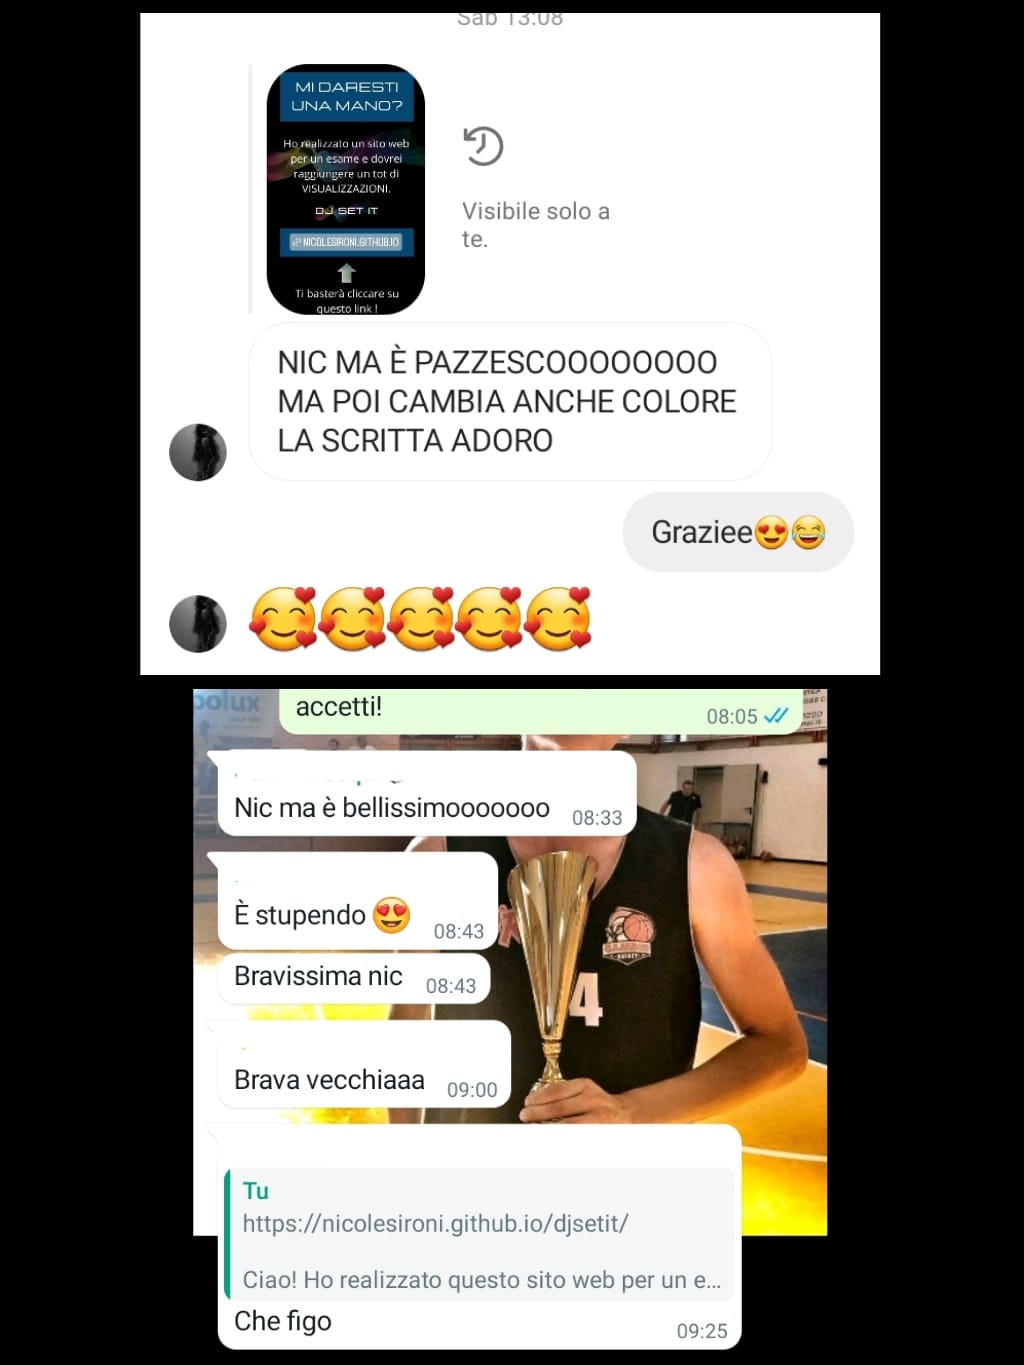 Sab 13:08
MI DARESTI
UNA MANO?
Ho realizzato un sito web
per un esame e dovrei
raggiungere un tot di
VISUALIZZAZIONI.
DJ SET IT
NICOLESIRONI.GITHUB.IO
Ti basterà cliccare su
questo link !
Visibile solo a
te.
NIC MA È PAZZESCOOOOOOOO
MA POI CAMBIA ANCHE COLORE
LA SCRITTA ADORO
Graziee😍😂
🥰🥰🥰🥰🥰
accetti!
08:05
Nic ma è bellissimooooooo
08:33
È stupendo 😍
08:43
Bravissima nic
08:43
4
Brava vecchiaaa
09:00
Tu
https://nicolesironi.github.io/djsetit/
Ciao! Ho realizzato questo sito web per un e...
Che figo
09:25